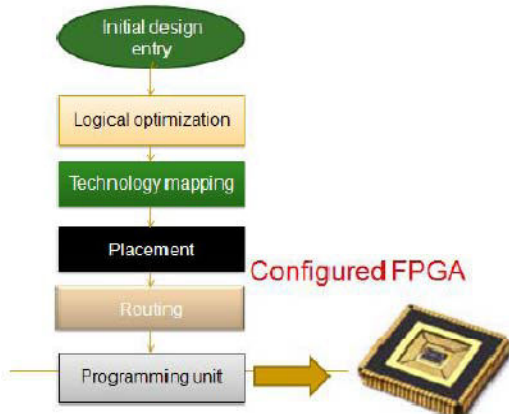 Initial design
entry
Logical optimization
Technology mapping
Placement
Configured FPGA
Routing
Programming unit